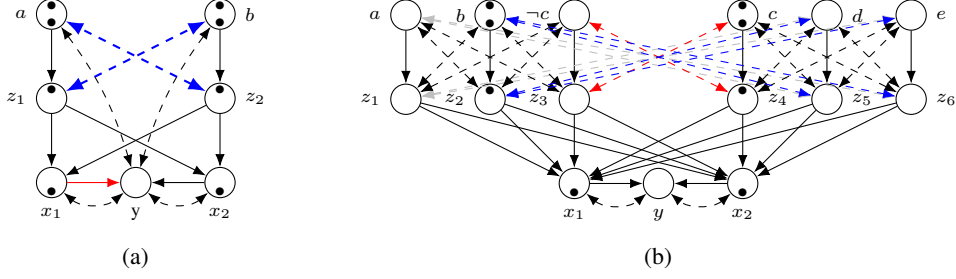 a b a b ¬c c d e
z1 z2 z1 z2 z3 z4 z5 z6
x1 y x2 x1 y x2
(a) (b)